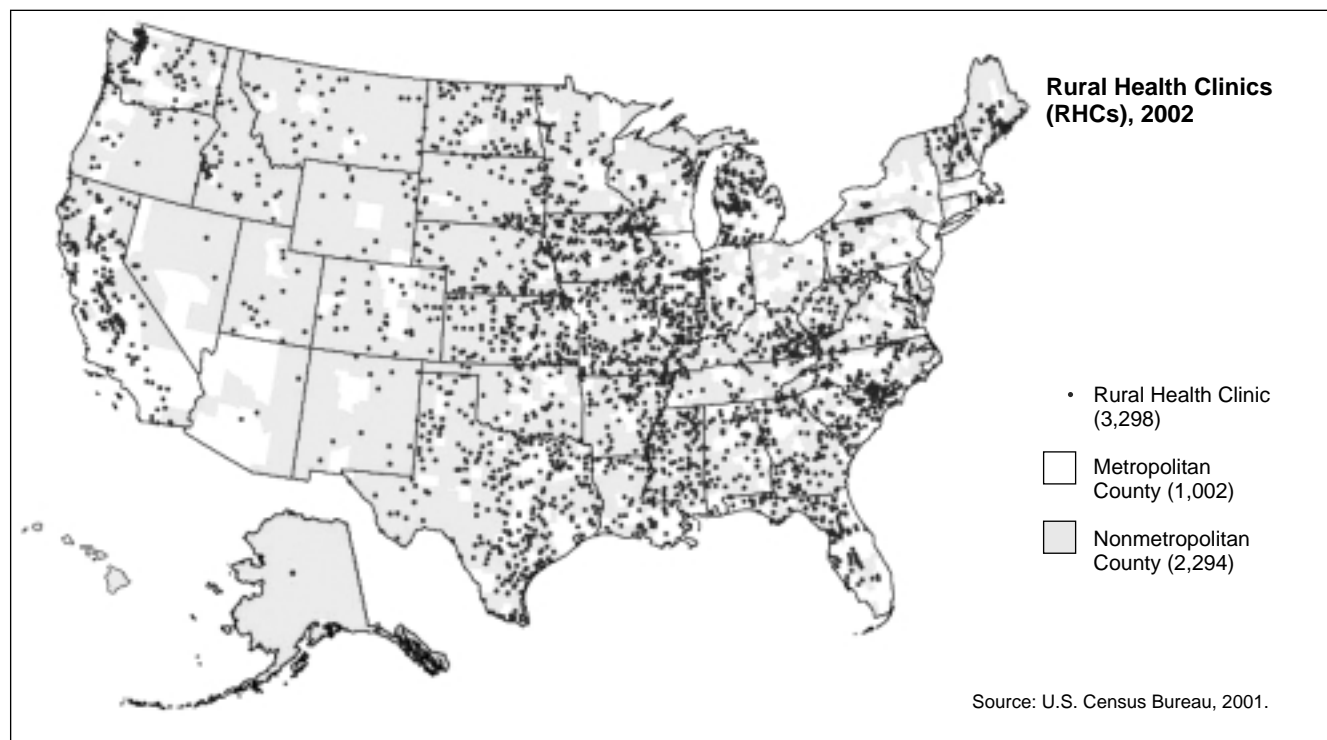 Rural Health Clinics
(RHCs), 2002
Rural Health Clinic
(3,298)
Metropolitan
County (1,002)
Nonmetropolitan
County (2,294)
Source: U.S. Census Bureau, 2001.